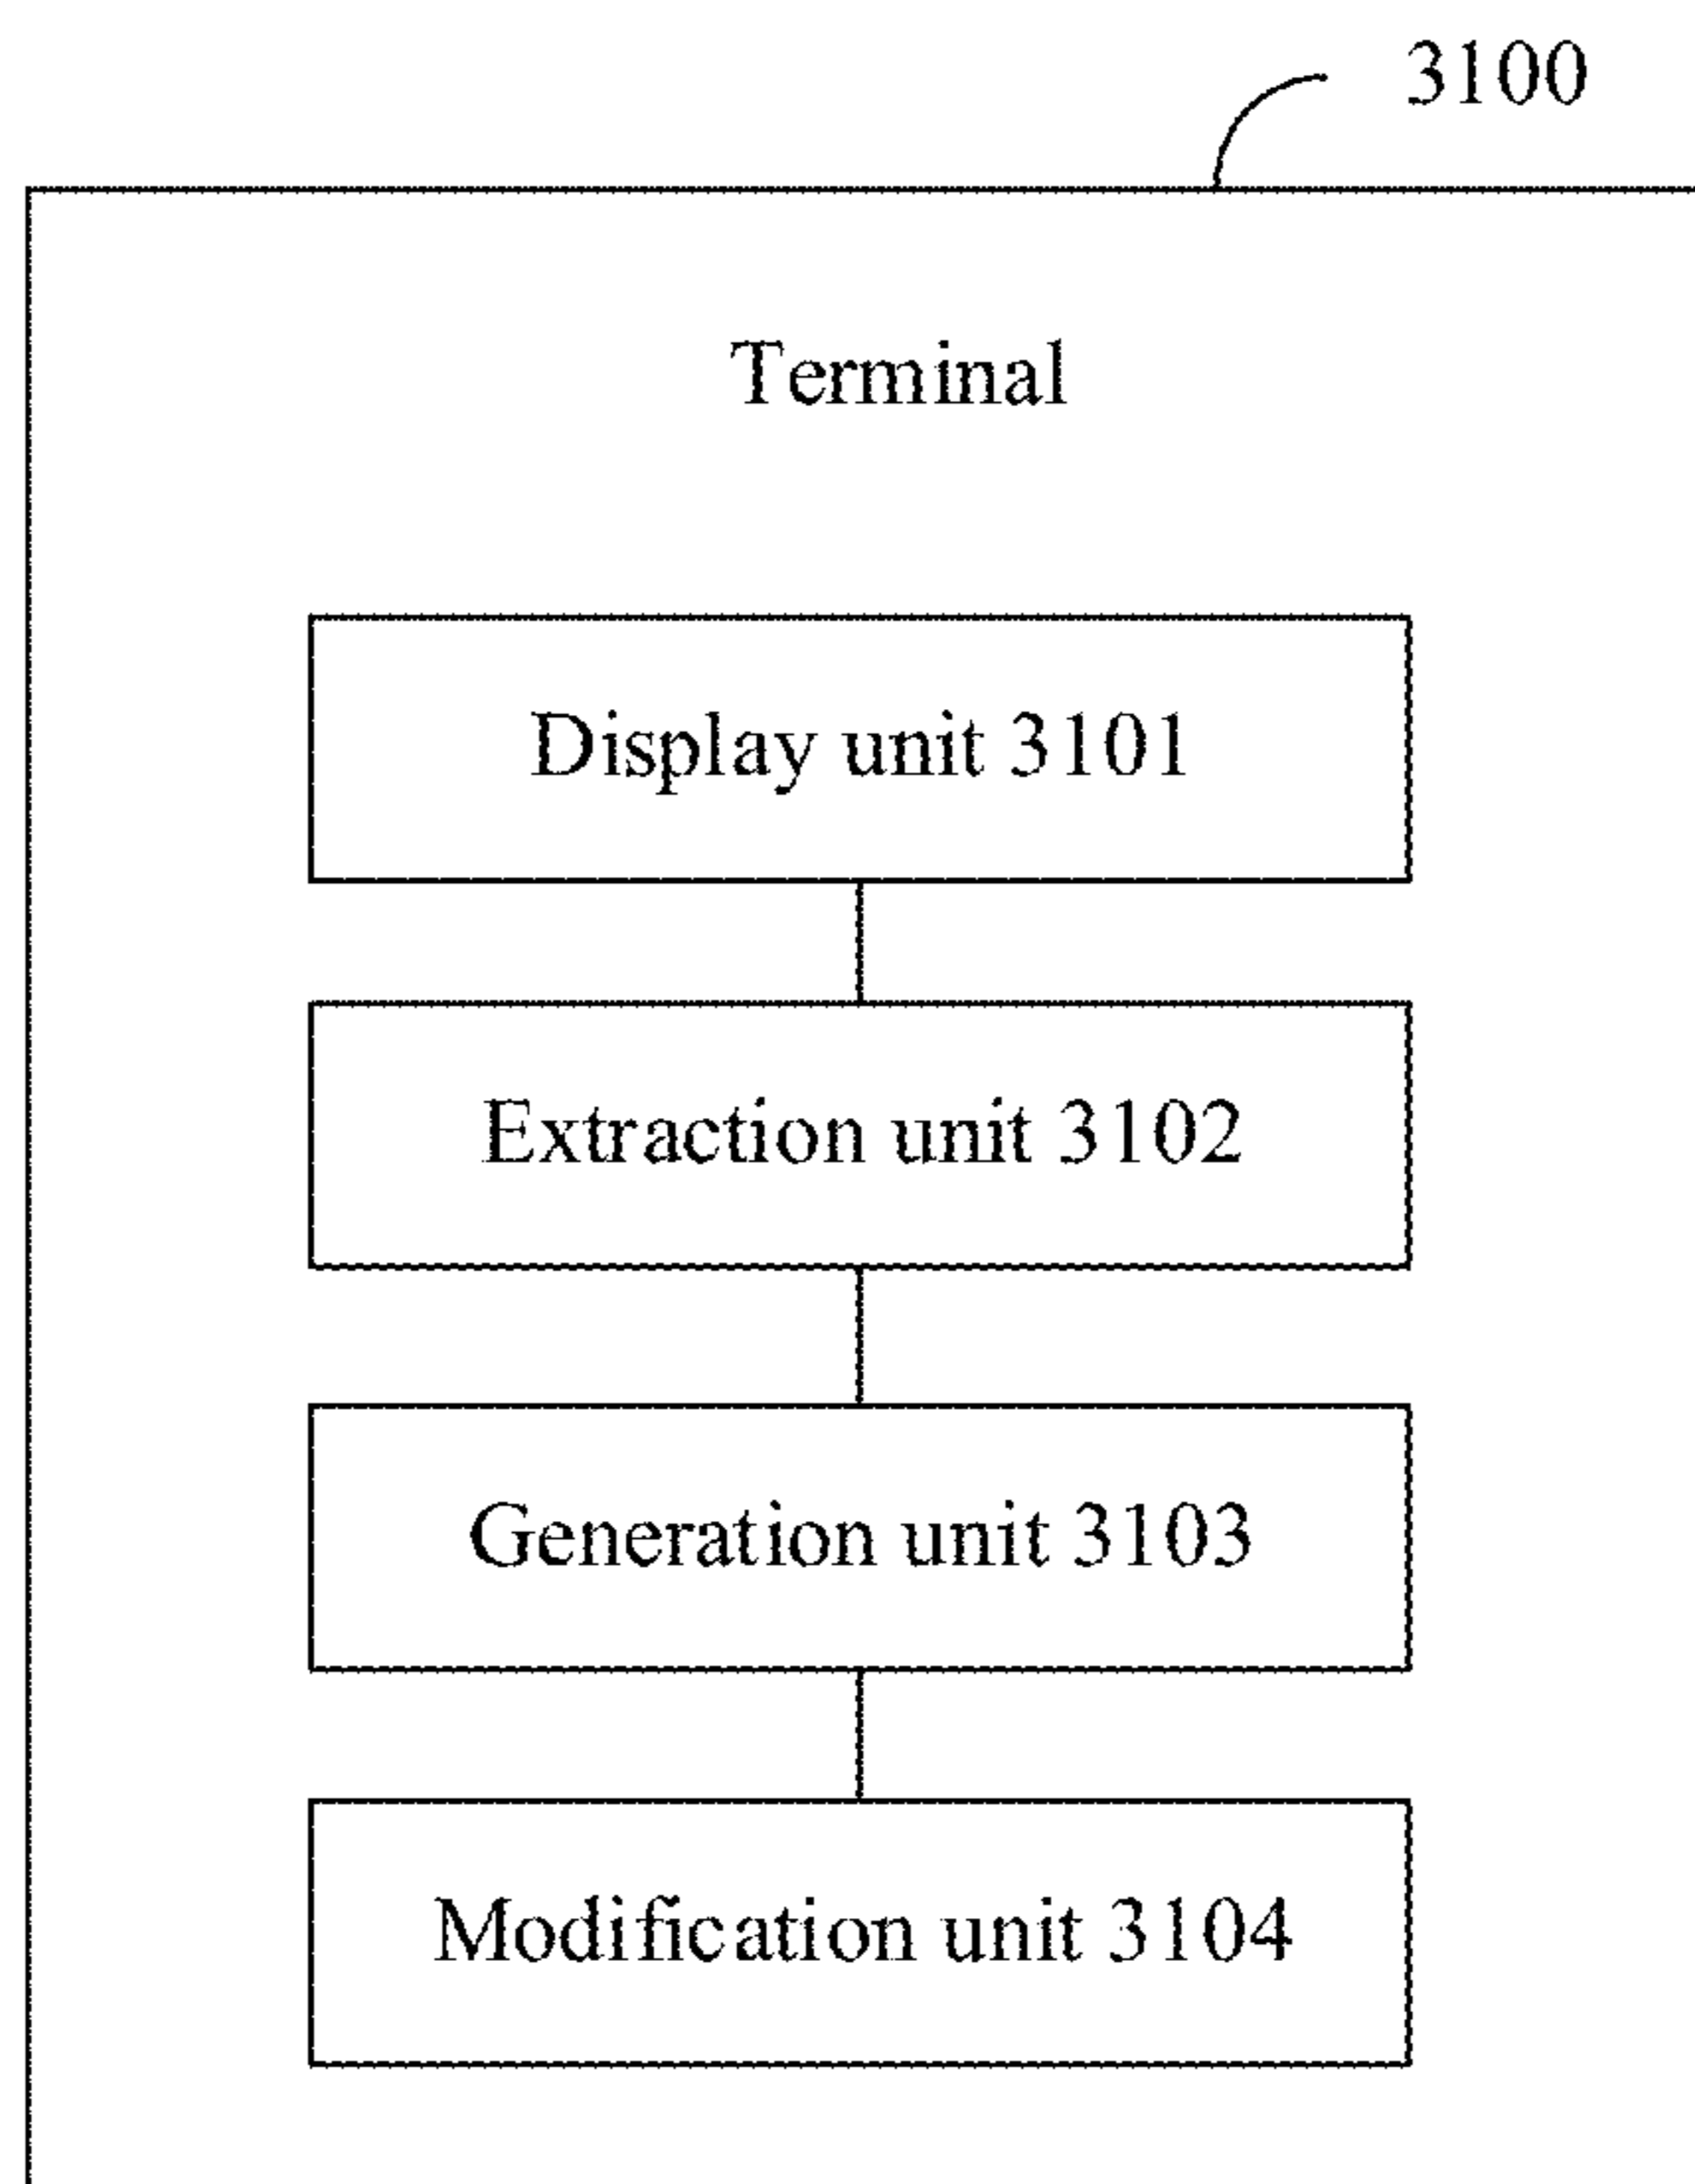 3100
Terminal
Display unit 3101
Extraction unit 3102
Generation unit 3103
Modification unit 3104